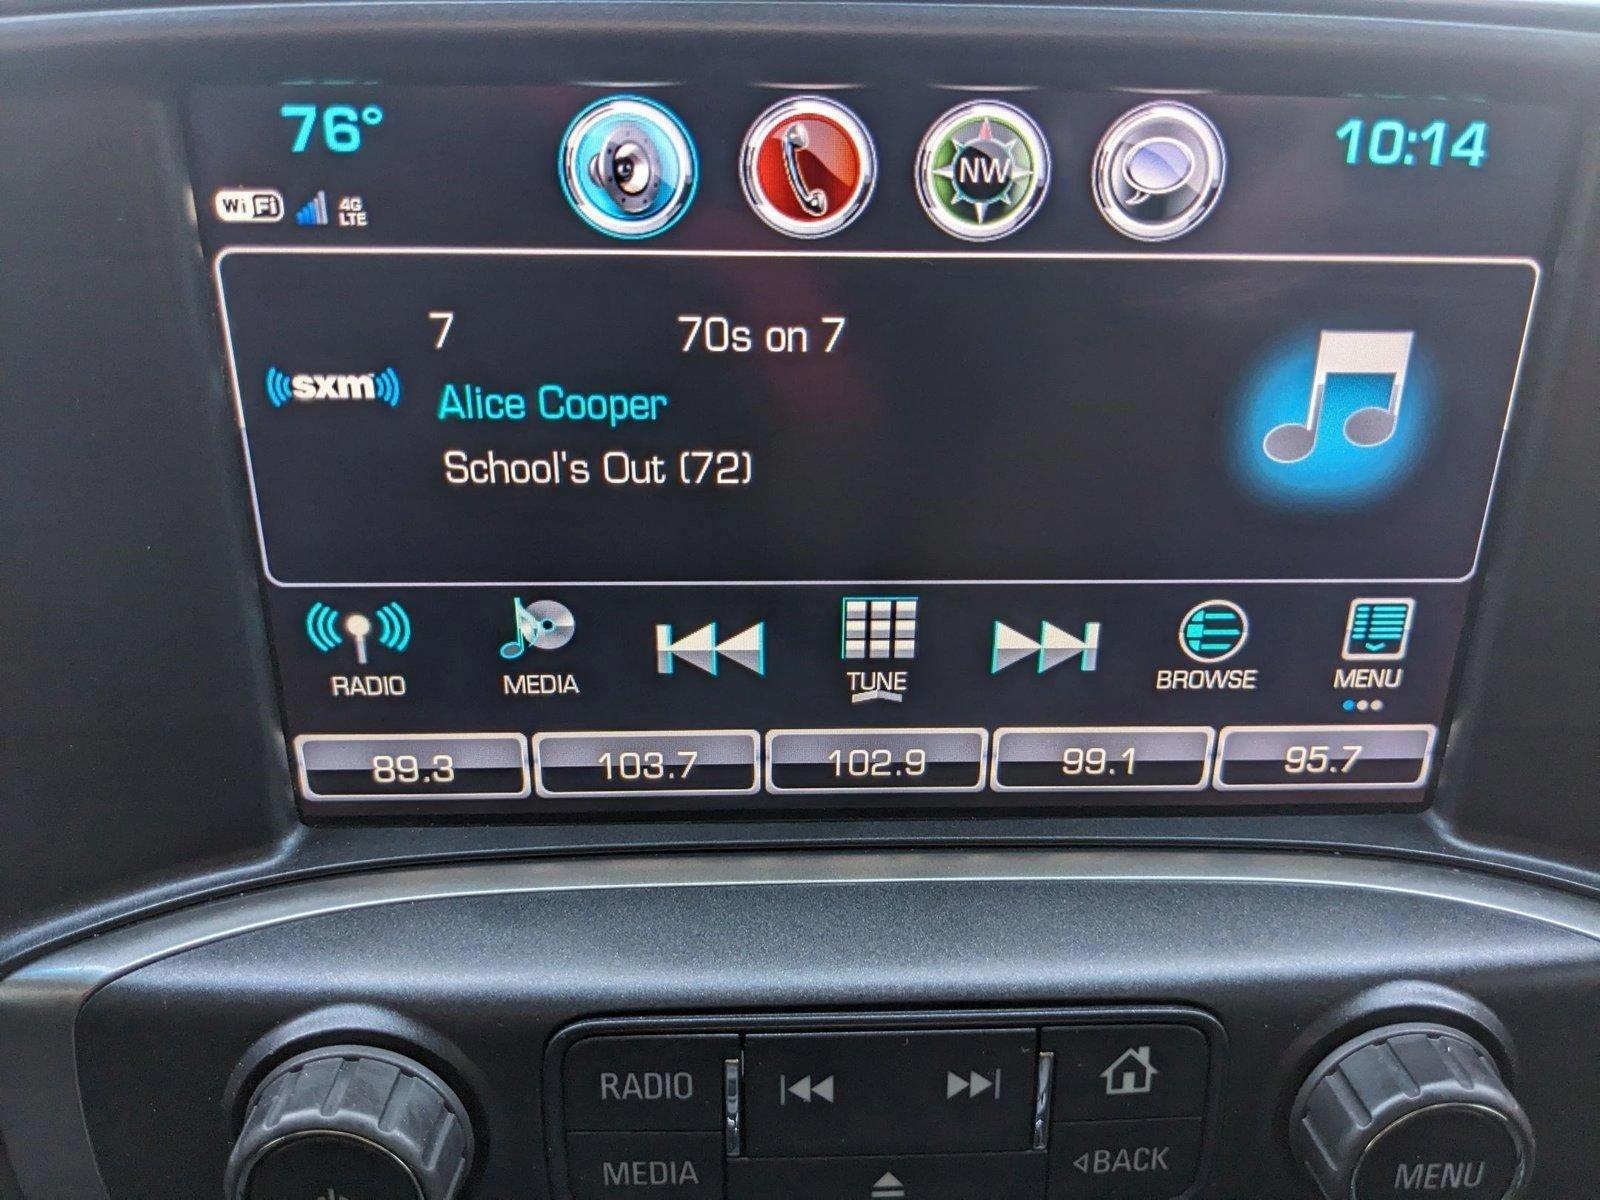 76°
10:14
WiFi 4G LTE
NW
7 70s on 7
sxm
Alice Cooper
School's Out (72)
RADIO MEDIA TUNE BROWSE MENU
89.3 103.7 102.9 99.1 95.7
RADIO
MEDIA
◃BACK
MENU